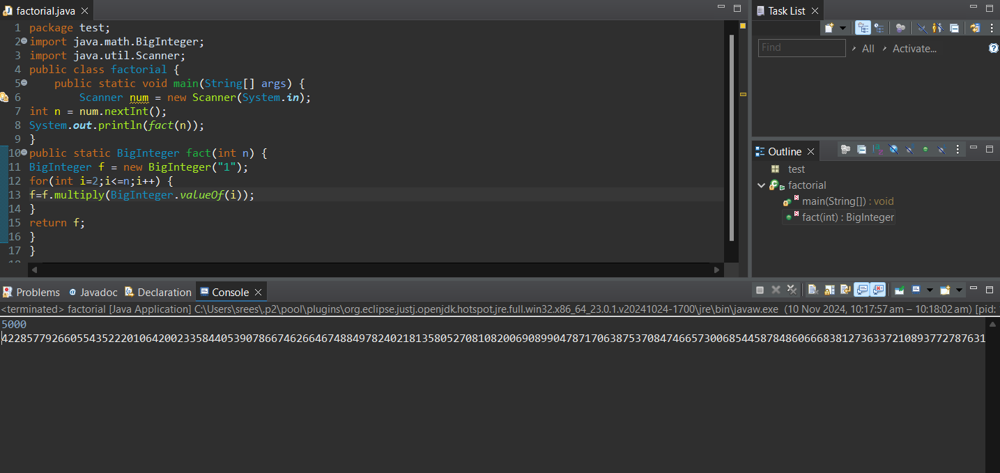 factorial.java
1 package test;
2 import java.math.BigInteger;
3 import java.util.Scanner;
4 public class factorial {
5     public static void main(String[] args) {
6         Scanner num = new Scanner(System.in);
7 int n = num.nextInt();
8 System.out.println(fact(n));
9 }
10 public static BigInteger fact(int n) {
11 BigInteger f = new BigInteger("1");
12 for(int i=2;i<=n;i++) {
13 f=f.multiply(BigInteger.valueOf(i));
14 }
15 return f;
16 }
17 }
Task List
Find All Activate...
Outline
test
factorial
main(String[]) : void
fact(int) : BigInteger
Problems Javadoc Declaration Console
<terminated> factorial [Java Application] C:\Users\srees\.p2\pool\plugins\org.eclipse.justj.openjdk.hotspot.jre.full.win32.x86_64_23.0.1.v20241024-1700\jre\bin\javaw.exe (10 Nov 2024, 10:17:57 am – 10:18:02 am) [pid:
5000
422857792660554352220106420023358440539078667462664674884978240218135805270810820069089904787170638753708474665730068544587848606668381273633721089377278763​1